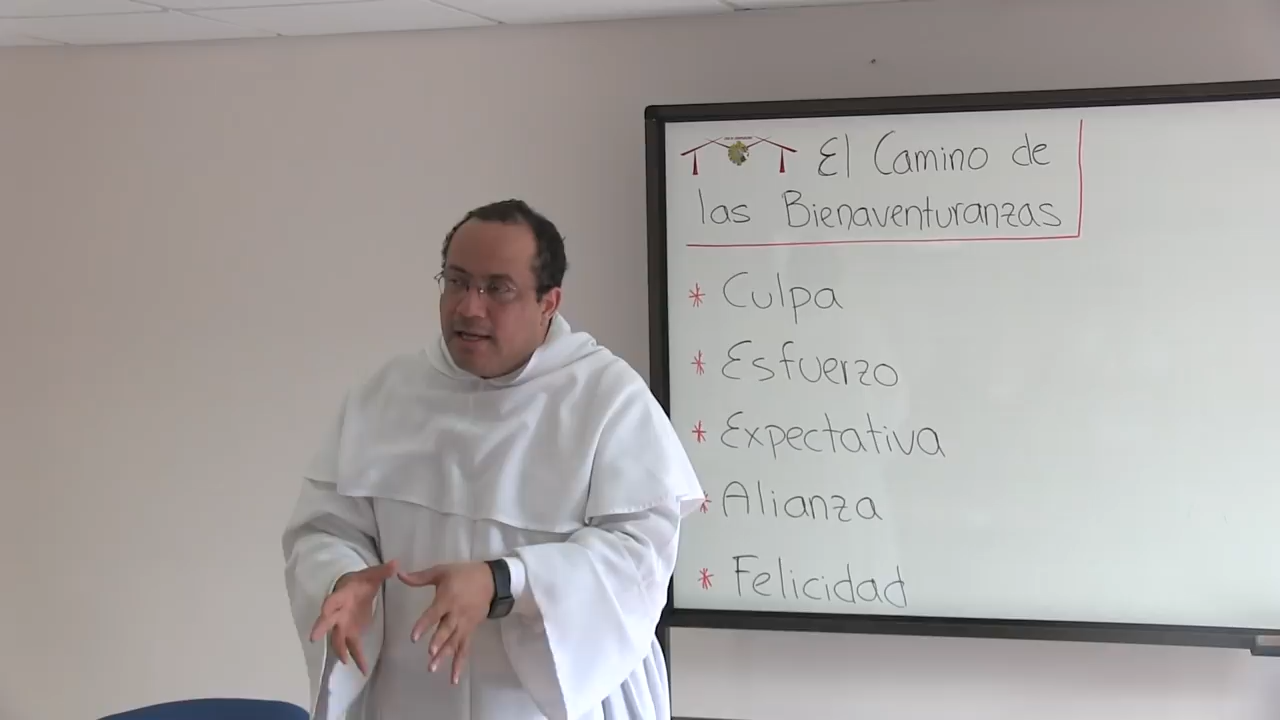 El Camino de
las Bienaventuranzas
* Culpa
* Esfuerzo
* Expectativa
* Alianza
* Felicidad